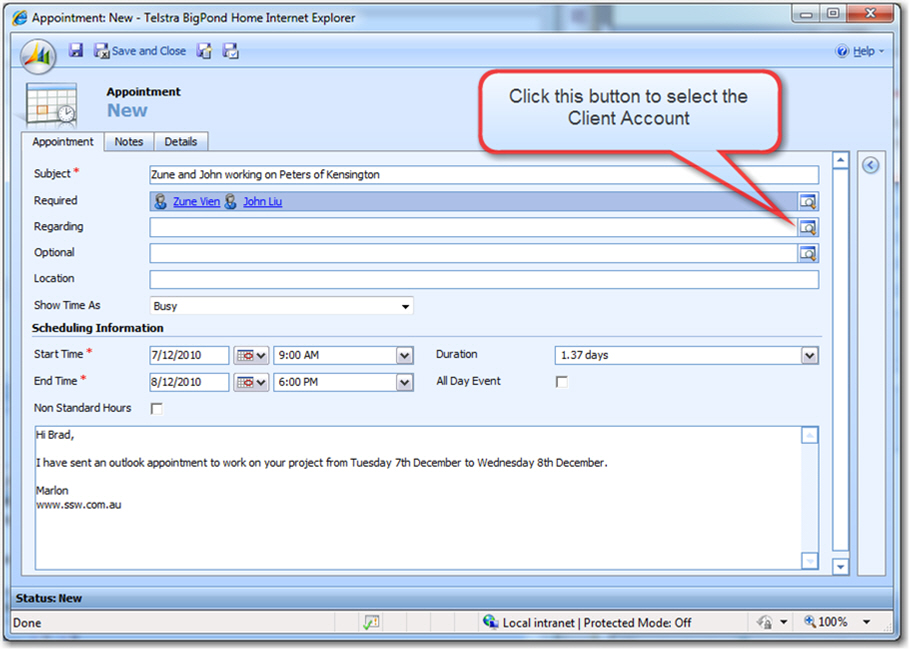 Appointment: New - Telstra BigPond Home Internet Explorer
Save and Close
Help
Appointment
New
Click this button to select the
Client Account
Appointment Notes Details
Subject *
Zune and John working on Peters of Kensington
Required
Zune Vien John Liu
Regarding
Optional
Location
Show Time As
Busy
Scheduling Information
Start Time *
7/12/2010
9:00 AM
Duration
1.37 days
End Time *
8/12/2010
6:00 PM
All Day Event
Non Standard Hours
Hi Brad,
I have sent an outlook appointment to work on your project from Tuesday 7th December to Wednesday 8th December.
Marlon
www.ssw.com.au
Status: New
Done
Local intranet | Protected Mode: Off
100%